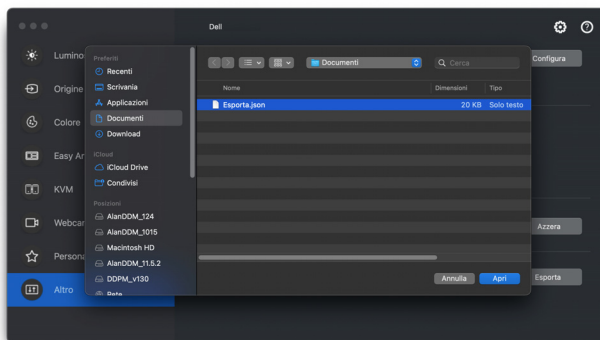 Dell
Lumino
Configura
Origine
Colore
Easy Ar
KVM
Webcar
Persona
Altro
Azzera
Esporta
Preferiti
Recenti
Scrivania
Applicazioni
Documenti
Download
iCloud
iCloud Drive
Condivisi
Posizioni
AlanDDM_124
AlanDDM_1015
Macintosh HD
AlanDDM_11.5.2
DDPM_v130
Rete
Documenti
Cerca
Nome Dimensioni Tipo
Esporta.json 20 KB Solo testo
Annulla Apri